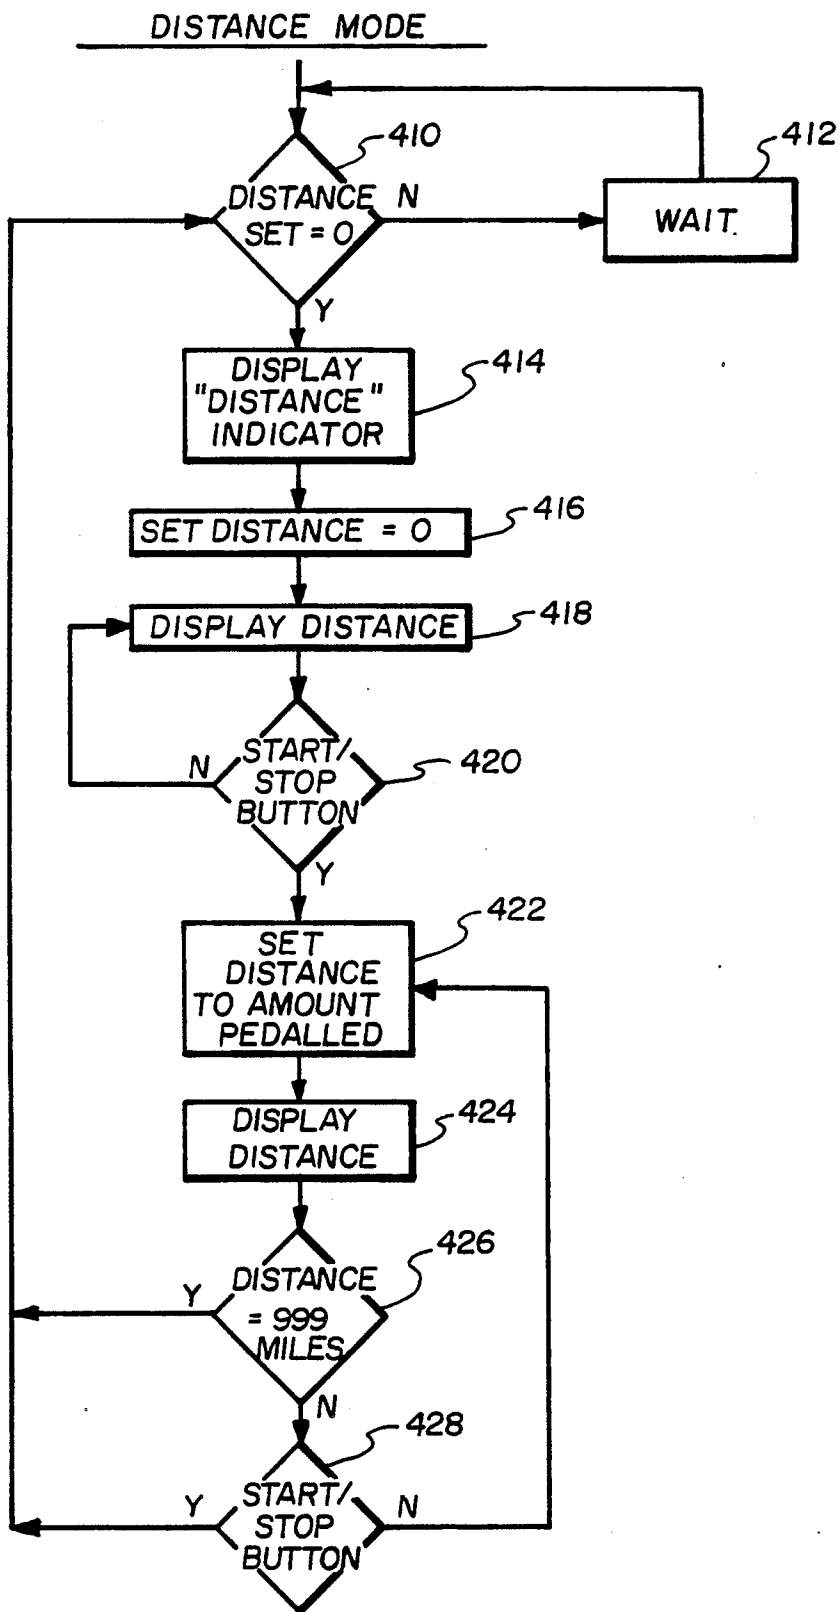 DISTANCE MODE
410
412
DISTANCE
SET = 0
N
WAIT.
Y
DISPLAY
"DISTANCE"
INDICATOR
414
SET DISTANCE = 0
416
DISPLAY DISTANCE
418
START/
STOP
BUTTON
N
420
Y
SET
DISTANCE
TO AMOUNT
PEDALLED
422
DISPLAY
DISTANCE
424
DISTANCE
= 999
MILES
Y
426
N
428
START/
STOP
BUTTON
Y
N